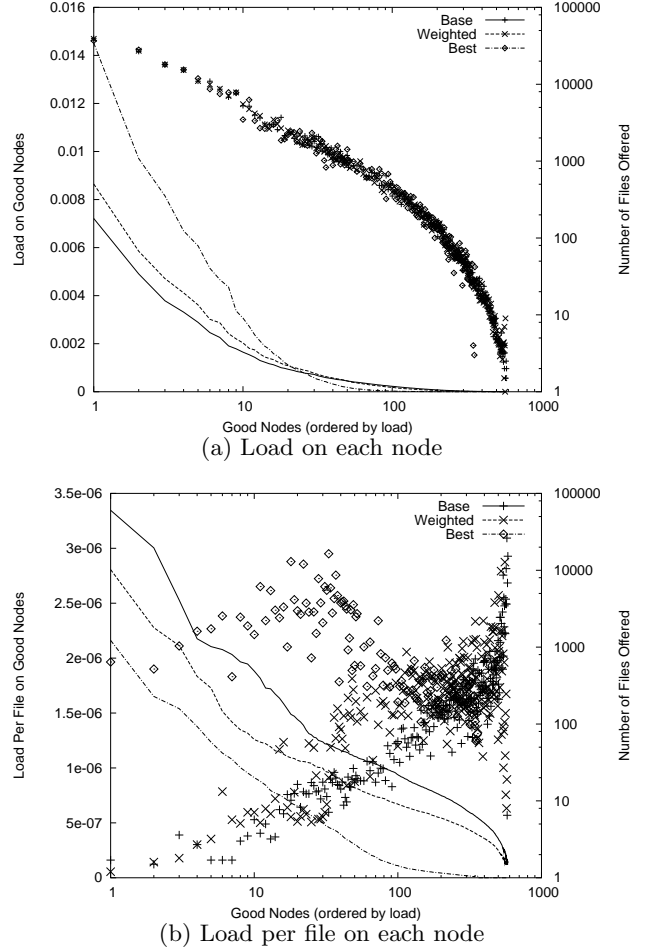 0.016
0.014
0.012
0.01
0.008
0.006
0.004
0.002
0
Load on Good Nodes
100000
10000
1000
100
10
1
Number of Files Offered
Base
Weighted
Best
1 10 100 1000
Good Nodes (ordered by load)
(a) Load on each node
3.5e-06
3e-06
2.5e-06
2e-06
1.5e-06
1e-06
5e-07
0
Load Per File on Good Nodes
100000
10000
1000
100
10
1
Number of Files Offered
Base
Weighted
Best
1 10 100 1000
Good Nodes (ordered by load)
(b) Load per file on each node